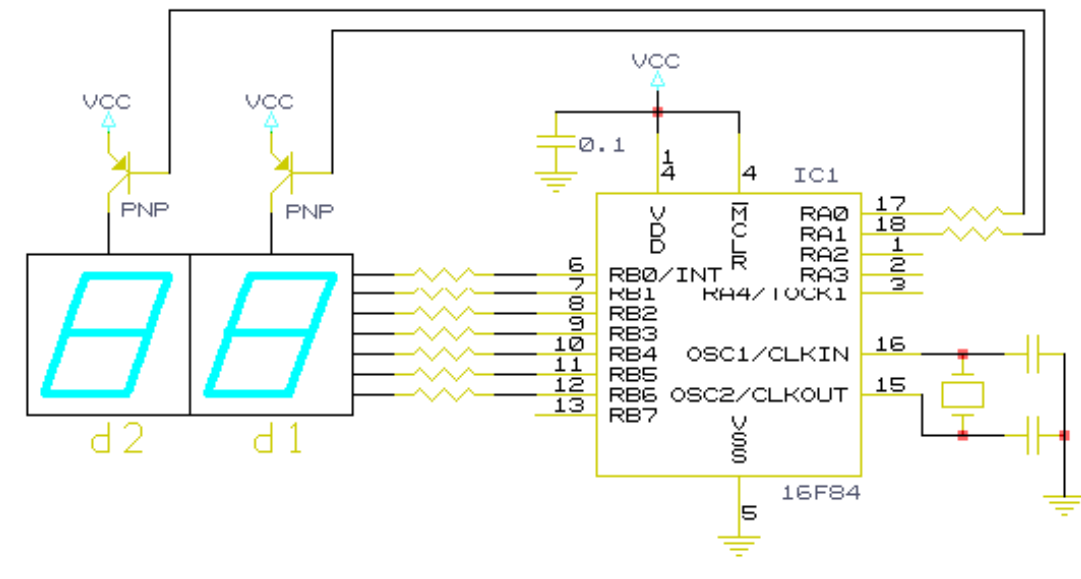 VCC
VCC
VCC
0.1
PNP
PNP
14
4
IC1
VDD
MCLR
RA0
17
RA1
18
RA2
1
RA3
2
RA4/TOCK1
3
6
RB0/INT
7
RB1
8
RB2
9
RB3
10
RB4
11
RB5
12
RB6
13
RB7
OSC1/CLKIN
16
OSC2/CLKOUT
15
VSS
5
16F84
d2
d1